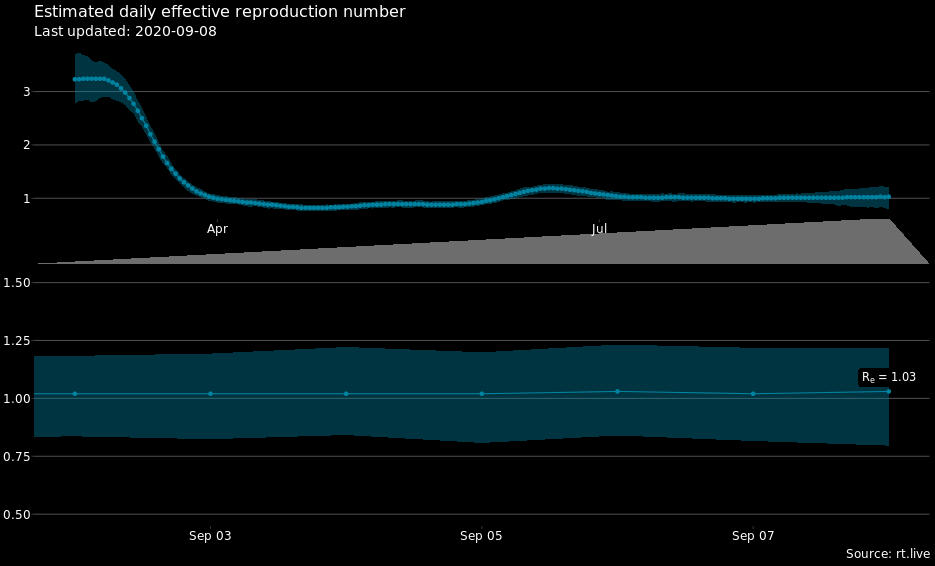 Estimated daily effective reproduction number
Last updated: 2020-09-08
3
2
1
Apr
Jul
1.50
1.25
1.00
0.75
0.50
Re = 1.03
Sep 03
Sep 05
Sep 07
Source: rt.live